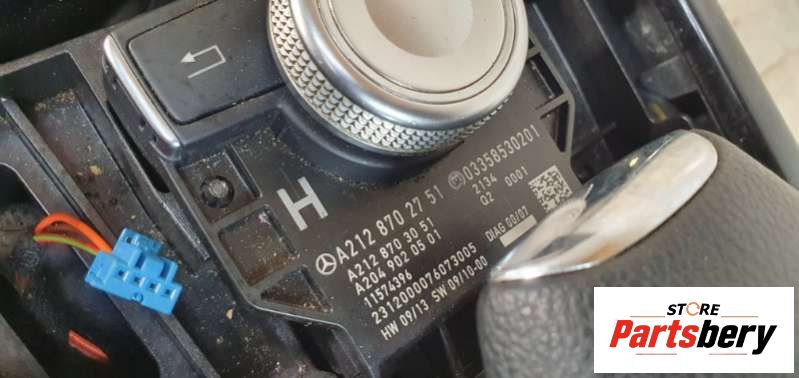 H
A212 870 27 51 03358530201
A212 870 30 51 2134
A204 902 05 01 Q2 0001
11574396
2312000076073005 DIAG 00/07
HW 09/13 SW 09/10-00
STORE
Partsbery